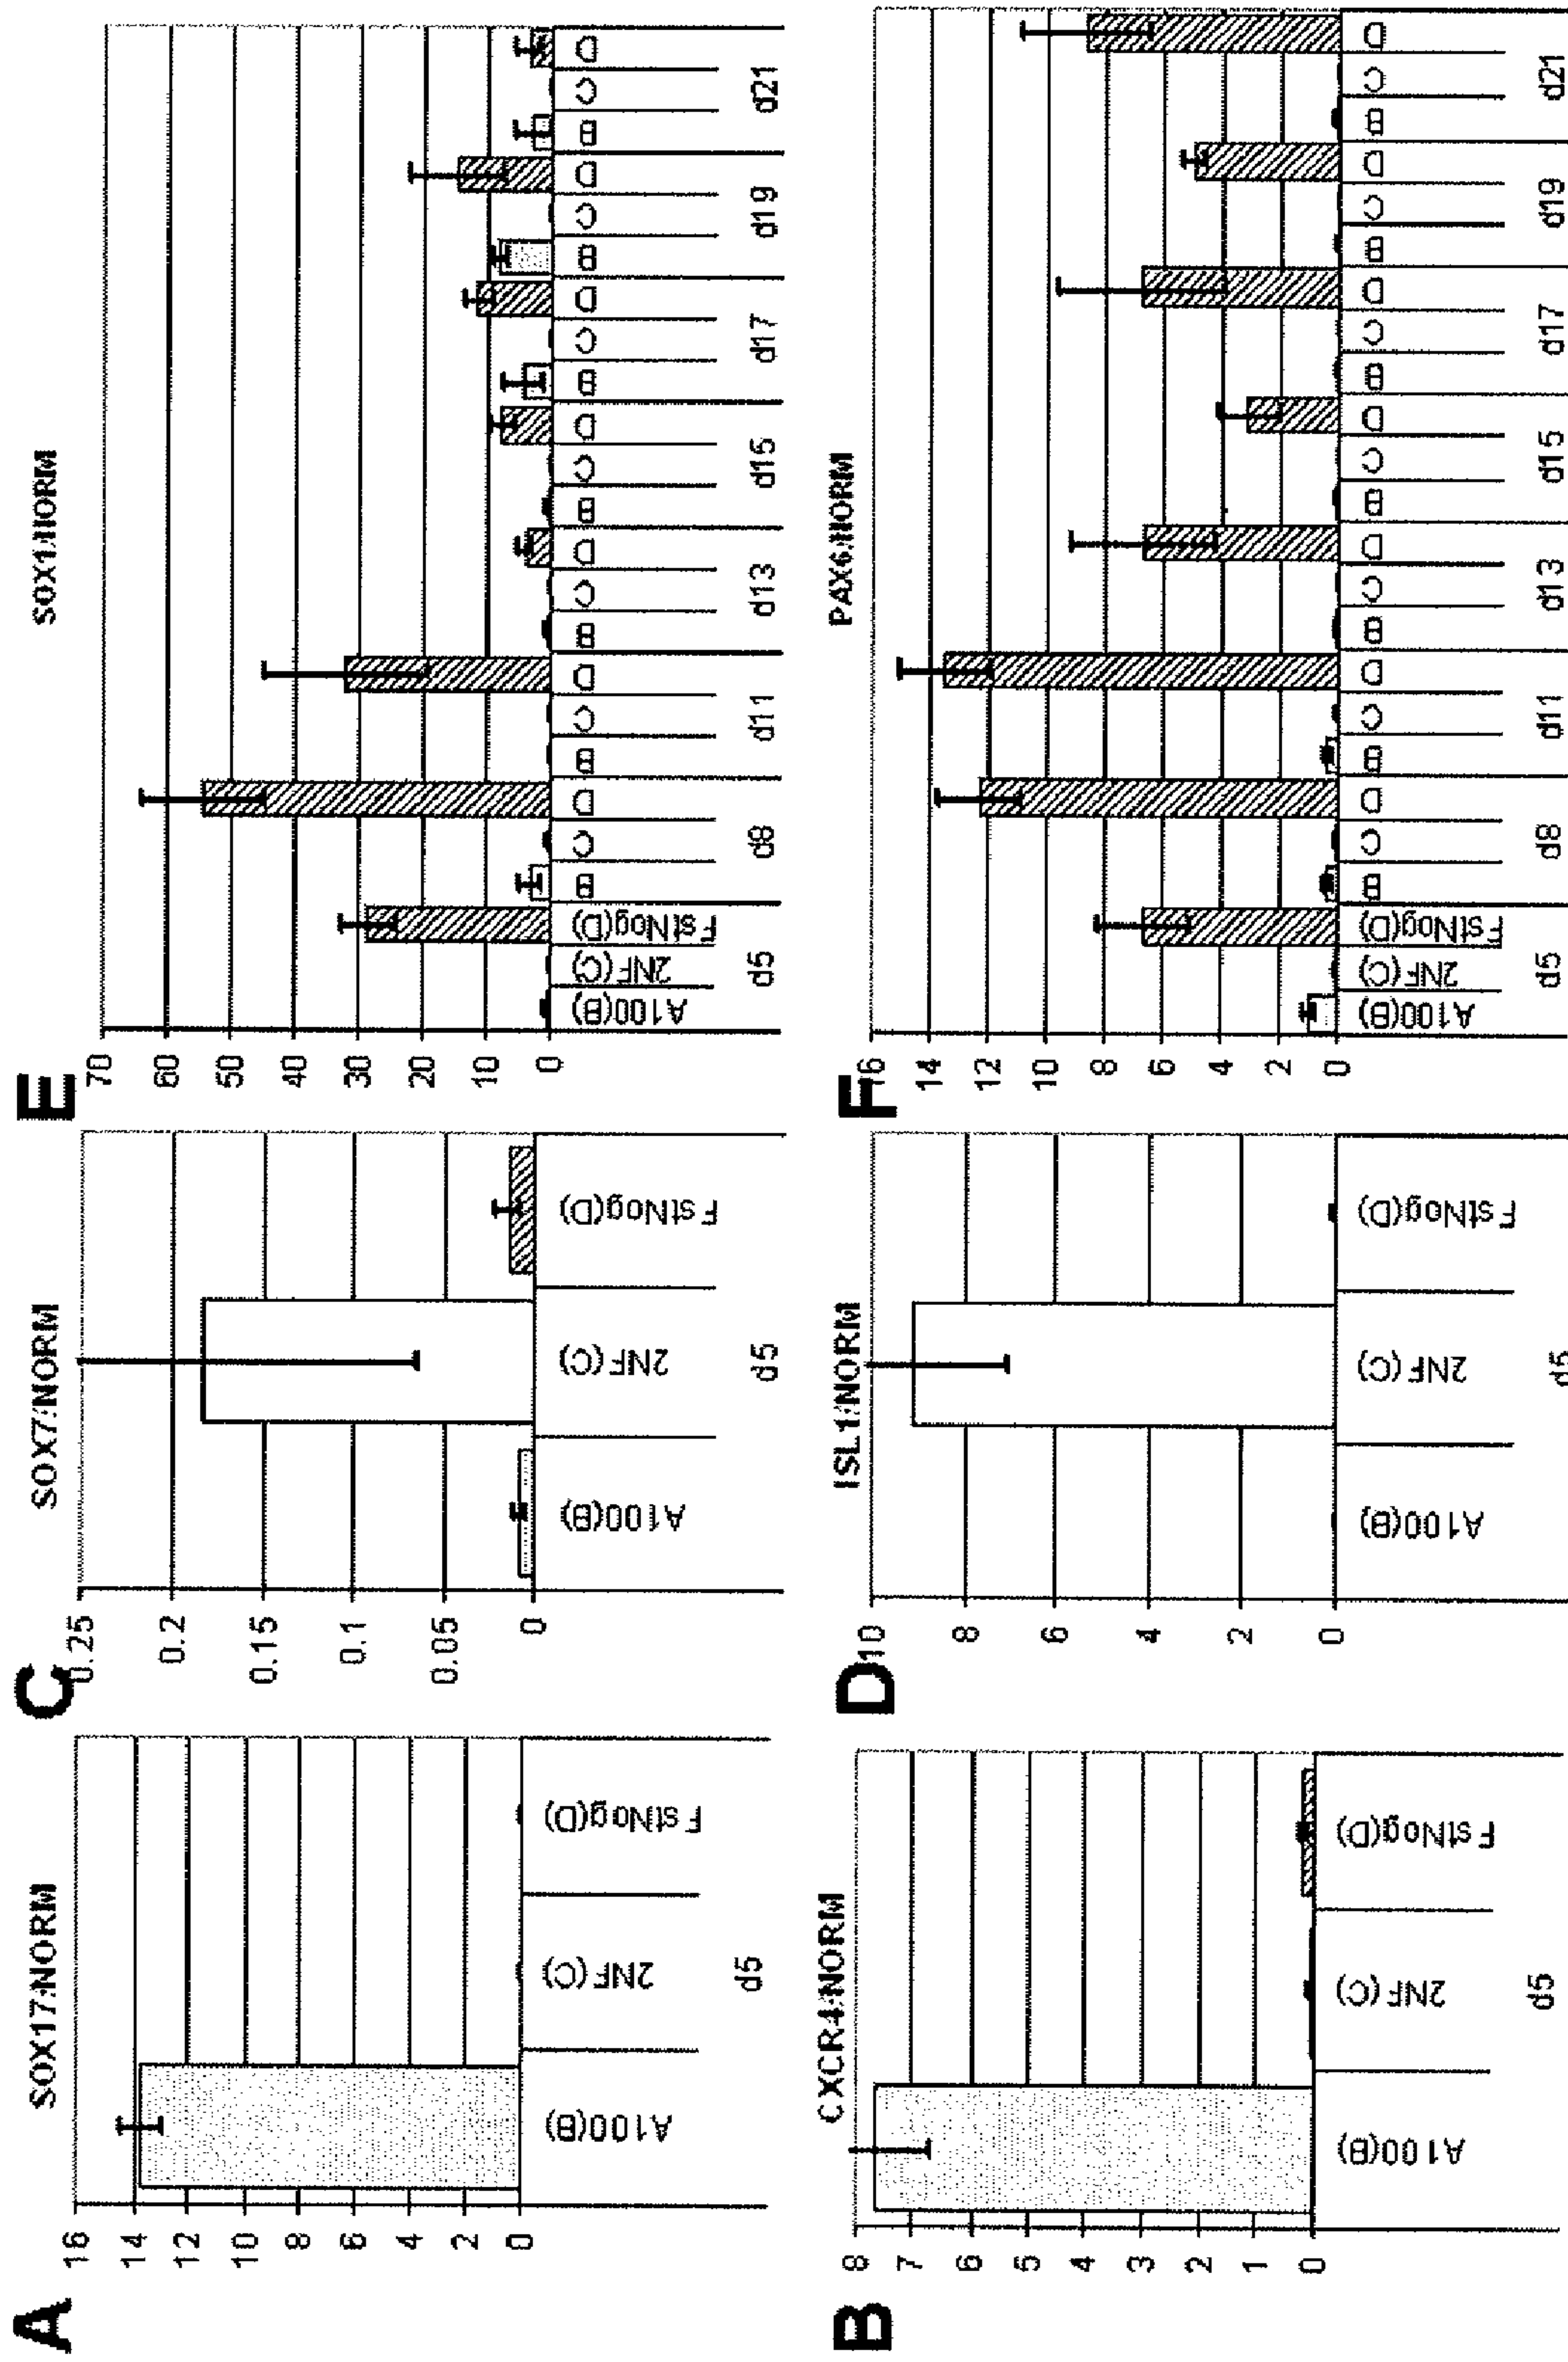 A
SOX17/NORM
16
14
12
10
8
6
4
2
0
A100(B)
2NF(C)
FstNog(D)
d5
B
CXCR4/NORM
8
7
6
5
4
3
2
1
0
A100(B)
2NF(C)
FstNog(D)
d5
C
SOX7/NORM
0.25
0.2
0.15
0.1
0.05
0
A100(B)
2NF(C)
FstNog(D)
d5
D
ISL1/NORM
10
8
6
4
2
0
A100(B)
2NF(C)
FstNog(D)
d5
E
SOX1/NORM
70
60
50
40
30
20
10
0
A100(B) 2NF(C) FstNog(D) B C D B C D B C D B C D B C D B C D B C D
d5 d8 d11 d13 d15 d17 d19 d21
F
PAX6/NORM
16
14
12
10
8
6
4
2
0
A100(B) 2NF(C) FstNog(D) B C D B C D B C D B C D B C D B C D B C D
d5 d8 d11 d13 d15 d17 d19 d21